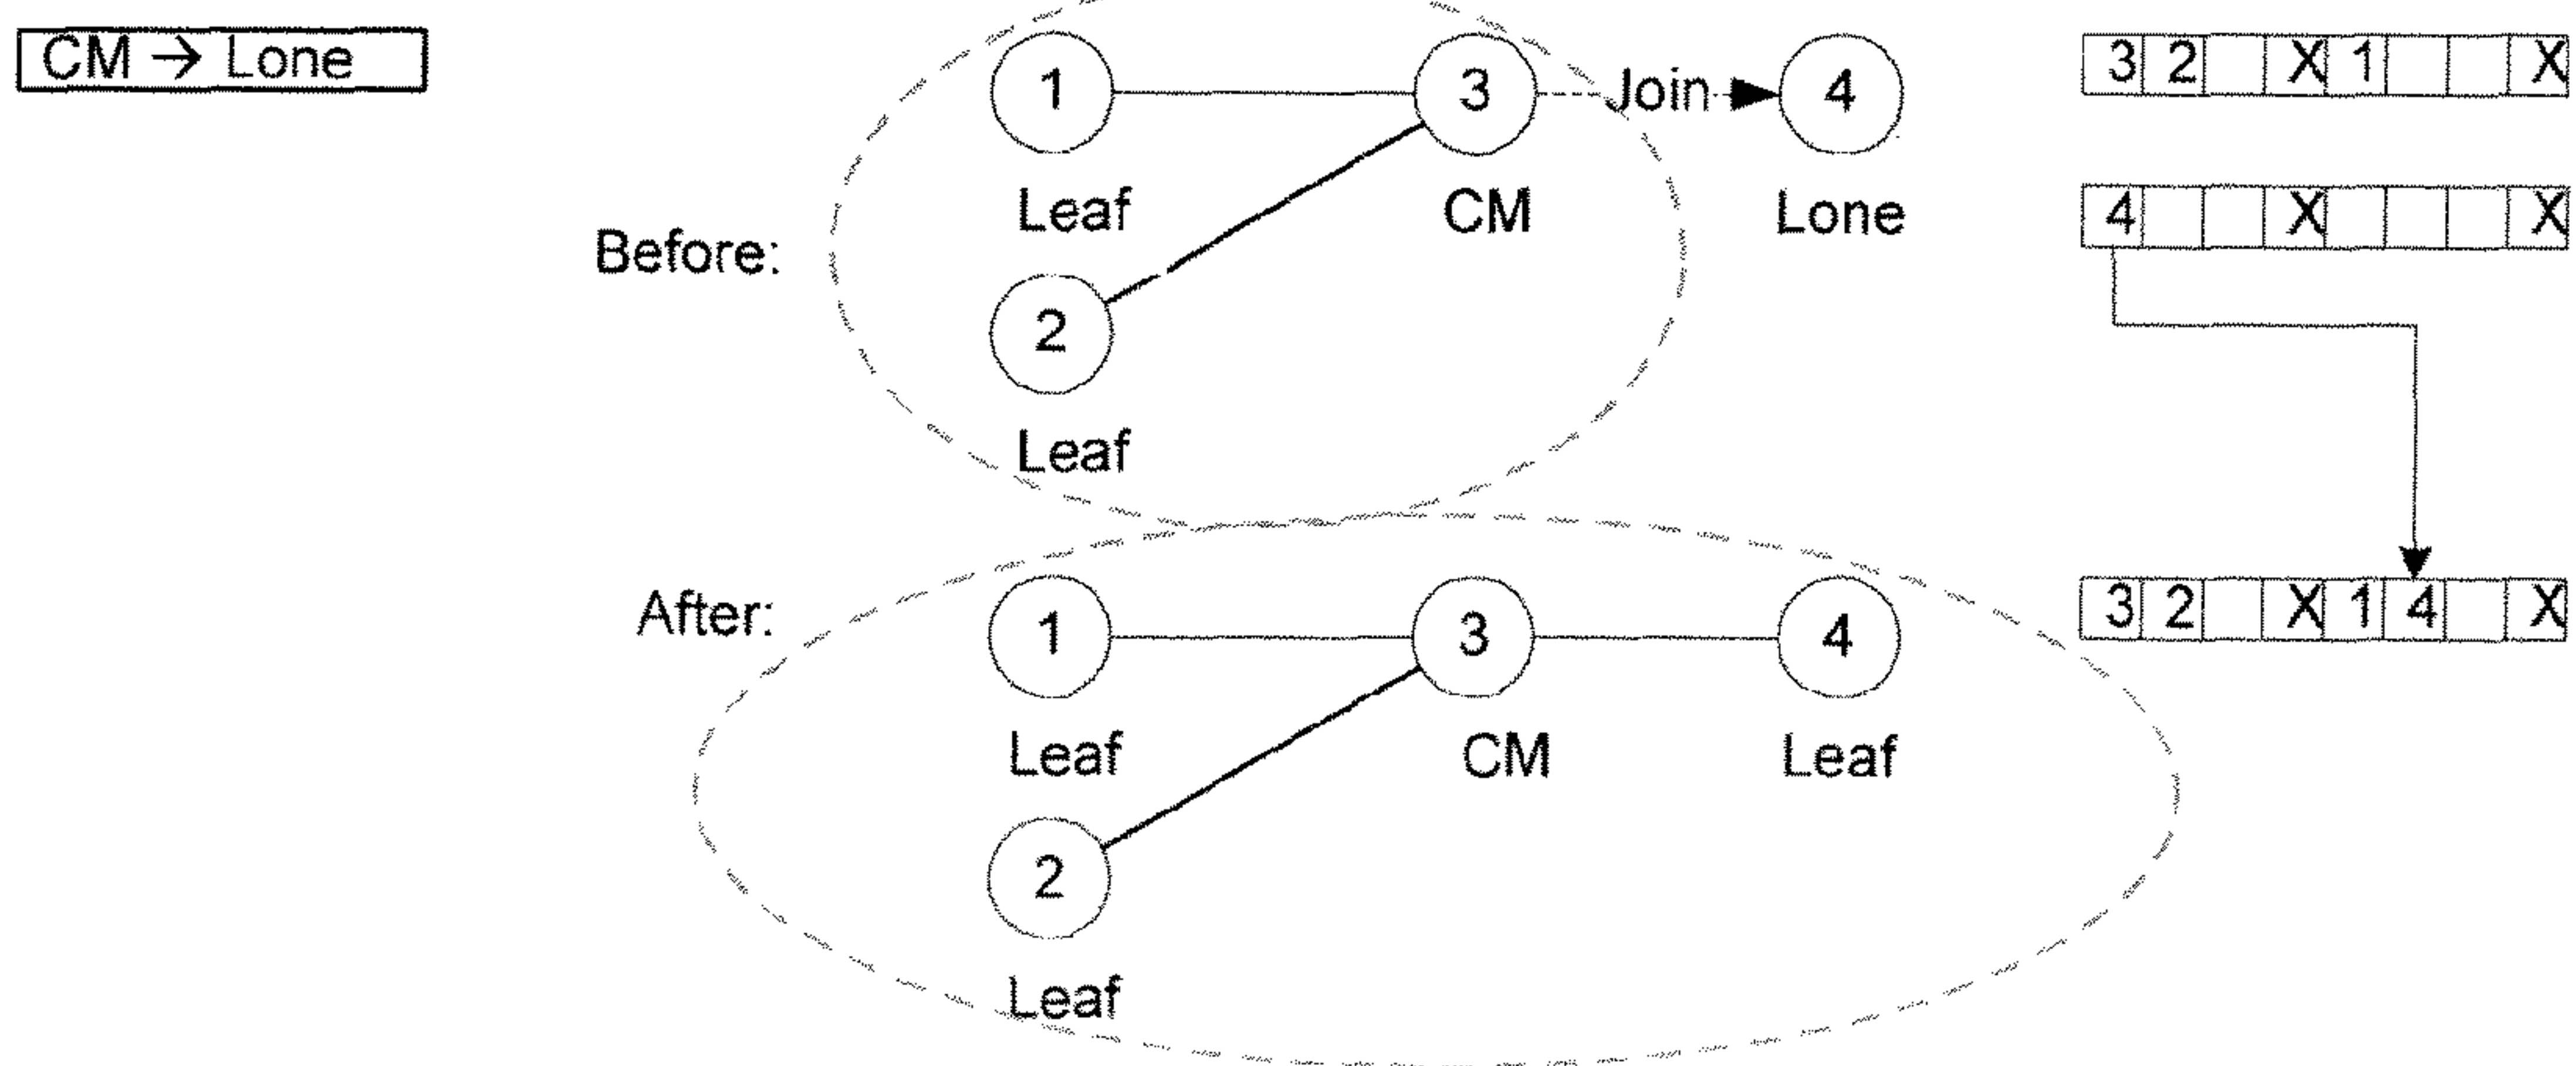 CM → Lone
1 3 Join 4 3 2 X 1 X
Leaf CM Lone 4 X X
Before:
2
Leaf
After: 1 3 4 3 2 X 1 4 X
Leaf CM Leaf
2
Leaf